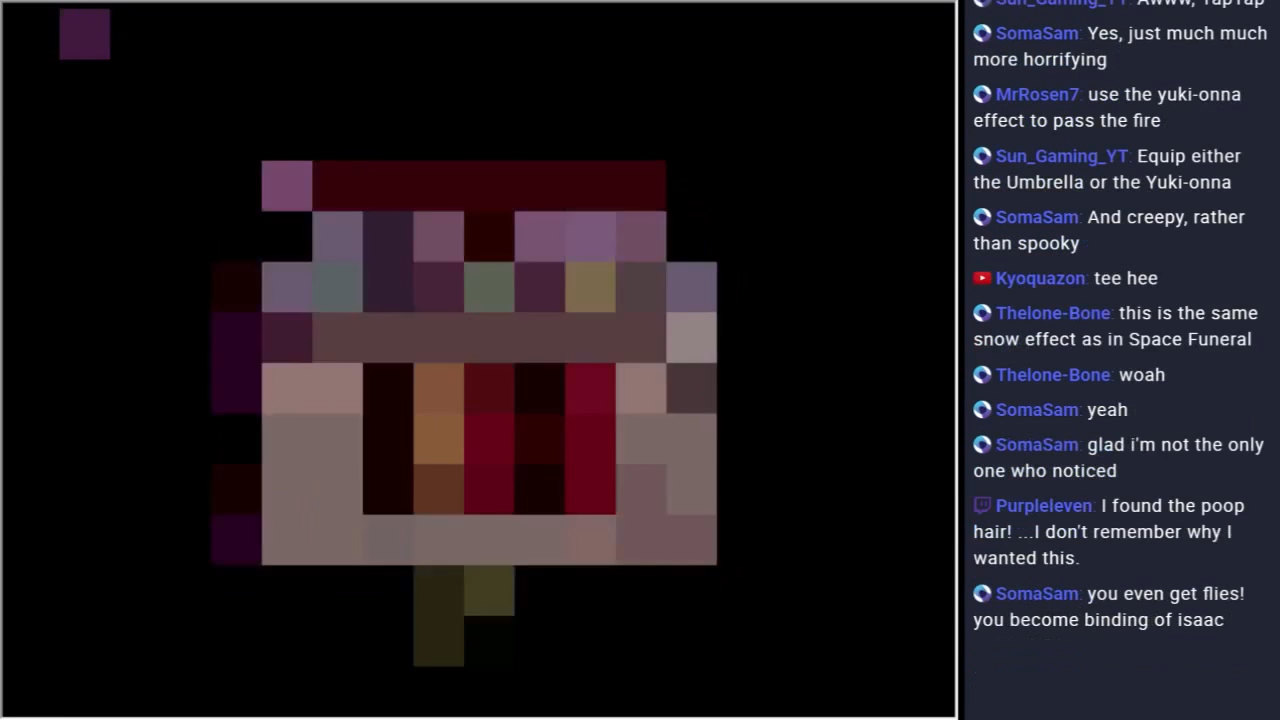 Sun_Gaming_YT: Awww, YapYap
SomaSam: Yes, just much much
more horrifying
MrRosen7: use the yuki-onna
effect to pass the fire
Sun_Gaming_YT: Equip either
the Umbrella or the Yuki-onna
SomaSam: And creepy, rather
than spooky
Kyoquazon: tee hee
Thelone-Bone: this is the same
snow effect as in Space Funeral
Thelone-Bone: woah
SomaSam: yeah
SomaSam: glad i'm not the only
one who noticed
Purpleleven: I found the poop
hair! ...I don't remember why I
wanted this.
SomaSam: you even get flies!
you become binding of isaac